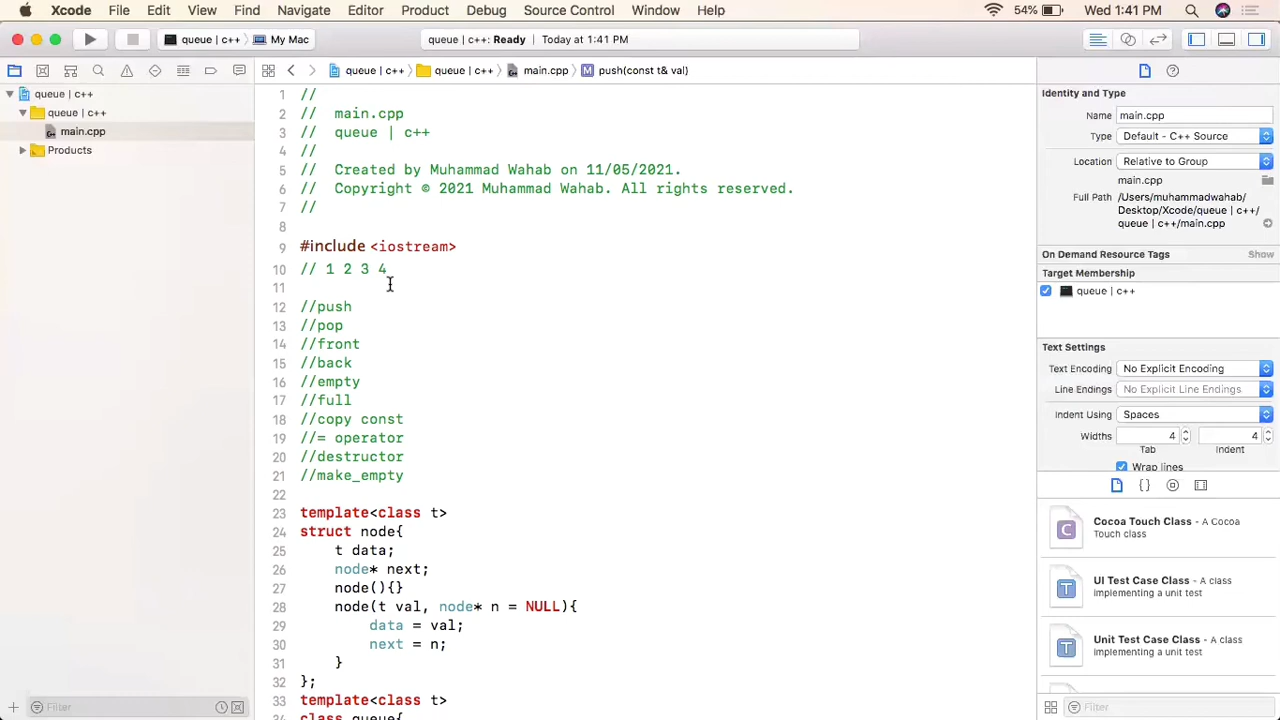 Xcode File Edit View Find Navigate Editor Product Debug Source Control Window Help 54% Wed 1:41 PM
queue | c++ My Mac queue | c++: Ready Today at 1:41 PM
queue | c++ queue | c++ main.cpp M push(const t& val)
queue | c++
queue | c++
main.cpp
Products
Filter
1 //
2 // main.cpp
3 // queue | c++
4 //
5 // Created by Muhammad Wahab on 11/05/2021.
6 // Copyright © 2021 Muhammad Wahab. All rights reserved.
7 //
8
9 #include <iostream>
10 // 1 2 3 4
11
12 //push
13 //pop
14 //front
15 //back
16 //empty
17 //full
18 //copy const
19 //= operator
20 //destructor
21 //make_empty
22
23 template<class t>
24 struct node{
25 t data;
26 node* next;
27 node(){}
28 node(t val, node* n = NULL){
29 data = val;
30 next = n;
31 }
32 };
33 template<class t>
34 class queue{
Identity and Type
Name main.cpp
Type Default - C++ Source
Location Relative to Group
main.cpp
Full Path /Users/muhammadwahab/
Desktop/Xcode/queue | c++/
queue | c++/main.cpp
On Demand Resource Tags Show
Target Membership
queue | c++
Text Settings
Text Encoding No Explicit Encoding
Line Endings No Explicit Line Endings
Indent Using Spaces
Widths 4 4
Tab Indent
Wrap lines
{}
C Cocoa Touch Class - A Cocoa
Touch class
T UI Test Case Class - A class
implementing a unit test
T Unit Test Case Class - A class
implementing a unit test
Filter